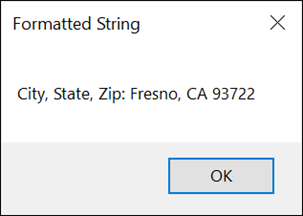 Formatted String
City, State, Zip: Fresno, CA 93722
OK